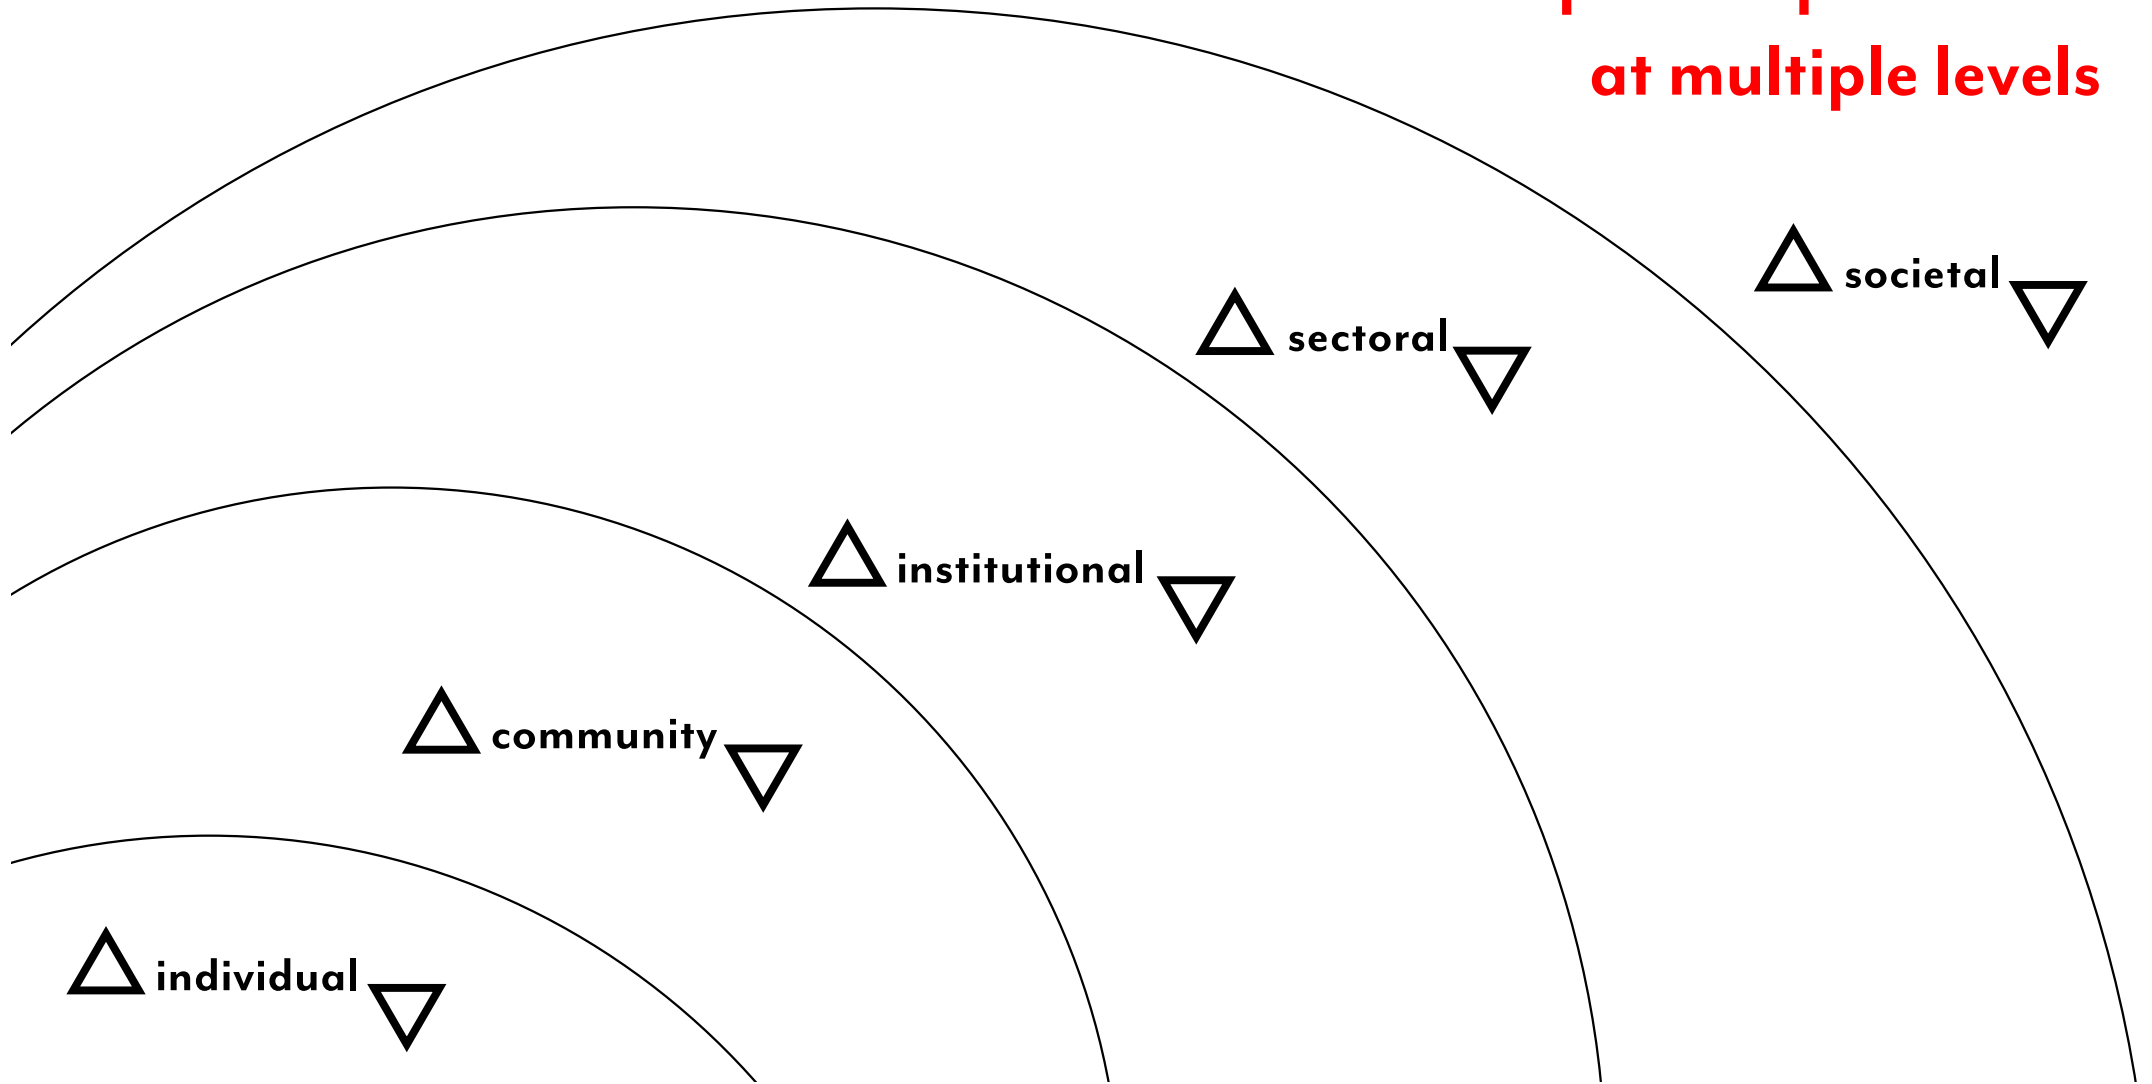 at multiple levels
societal
sectoral
institutional
community
individual